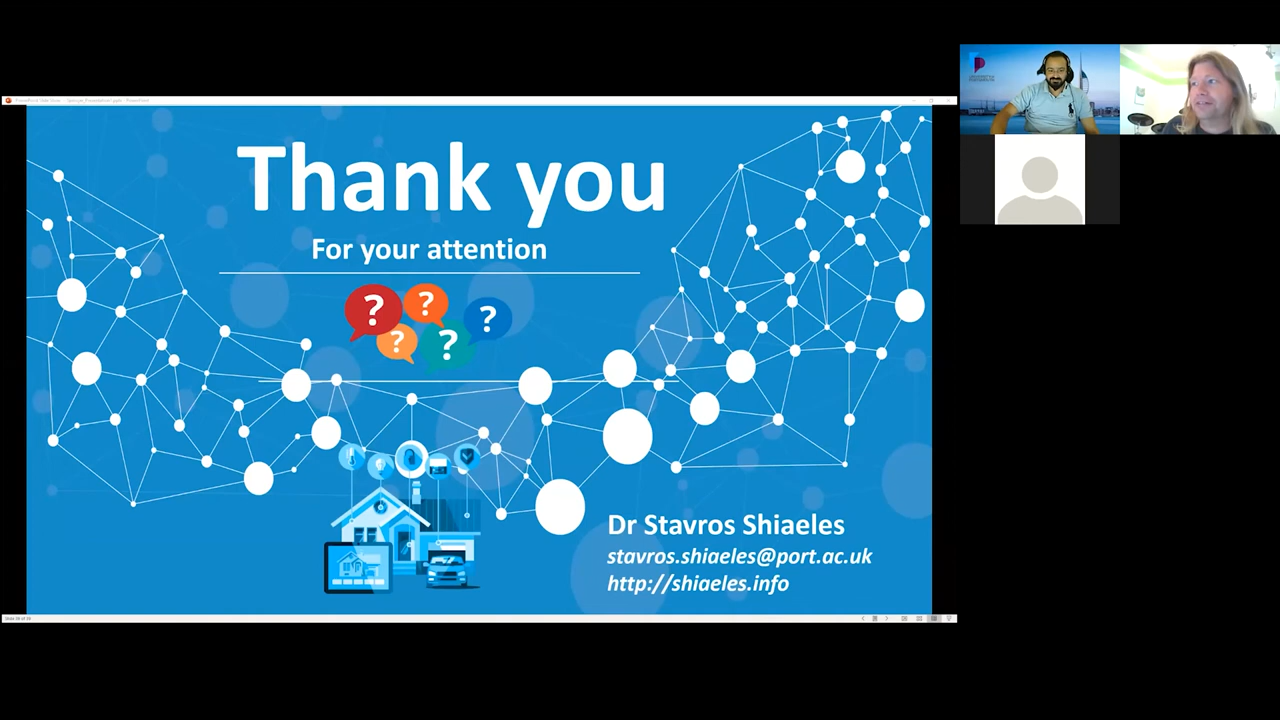 Thank you
For your attention
? ? ? ? ?
Dr Stavros Shiaeles
stavros.shiaeles@port.ac.uk
http://shiaeles.info